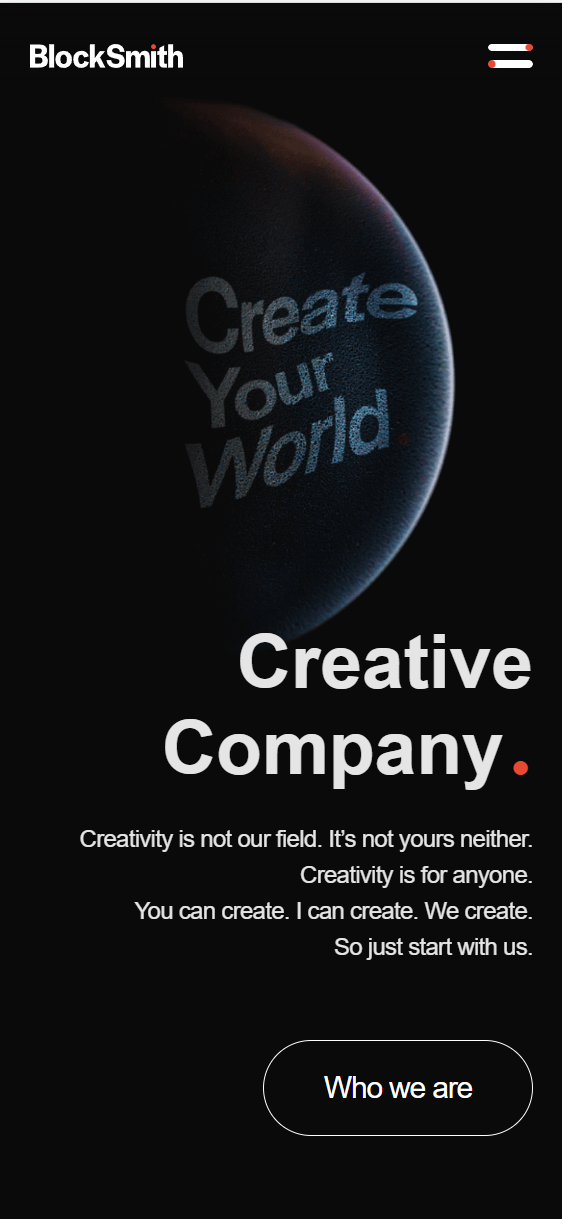 BlockSmith
Create
Your
World.
Creative
Company.
Creativity is not our field. It’s not yours neither.
Creativity is for anyone.
You can create. I can create. We create.
So just start with us.
Who we are